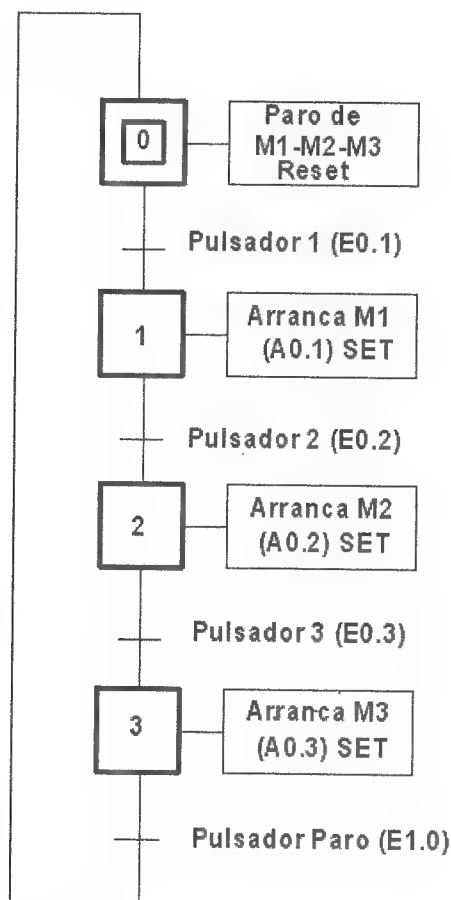 0
Paro de
M1-M2-M3
Reset
Pulsador 1 (E0.1)
1
Arranca M1
(A0.1) SET
Pulsador 2 (E0.2)
2
Arranca M2
(A0.2) SET
Pulsador 3 (E0.3)
3
Arranca M3
(A0.3) SET
Pulsador Paro (E1.0)